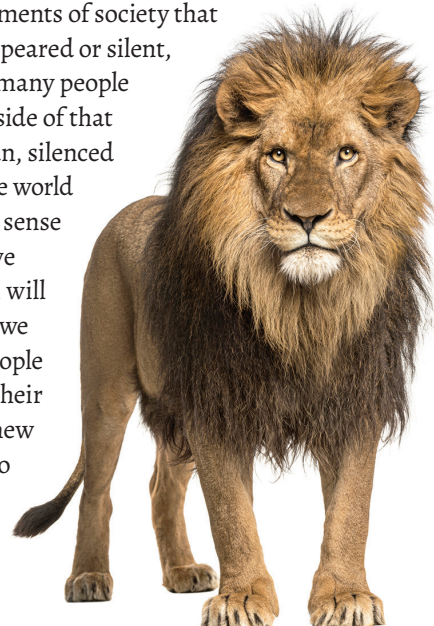 ments of society that
peared or silent,
many people
side of that
n, silenced
e world
sense
ve
will
we
ople
heir
new
o